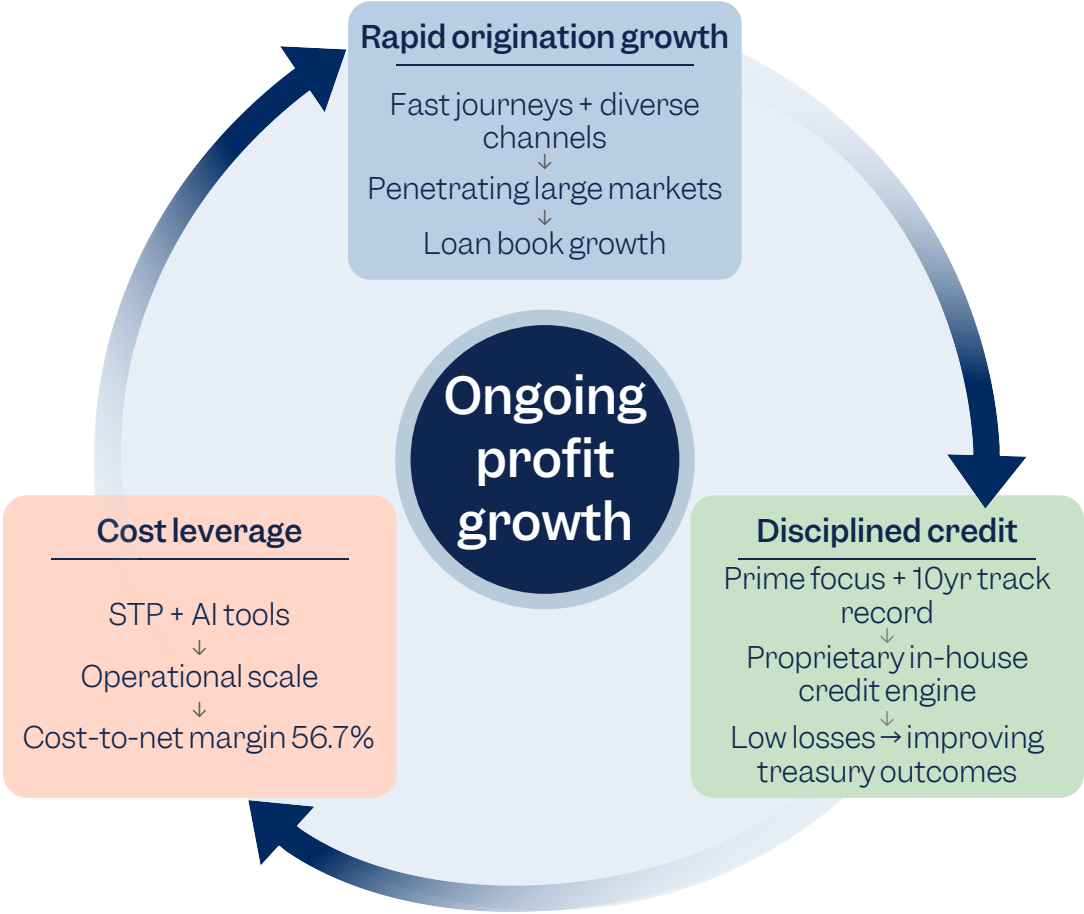 Rapid origination growth
Fast journeys + diverse
channels
↓
Penetrating large markets
↓
Loan book growth
Ongoing
profit
growth
Cost leverage
STP + AI tools
↓
Operational scale
↓
Cost-to-net margin 56.7%
Disciplined credit
Prime focus + 10yr track
record
↓
Proprietary in-house
credit engine
↓
Low losses → improving
treasury outcomes